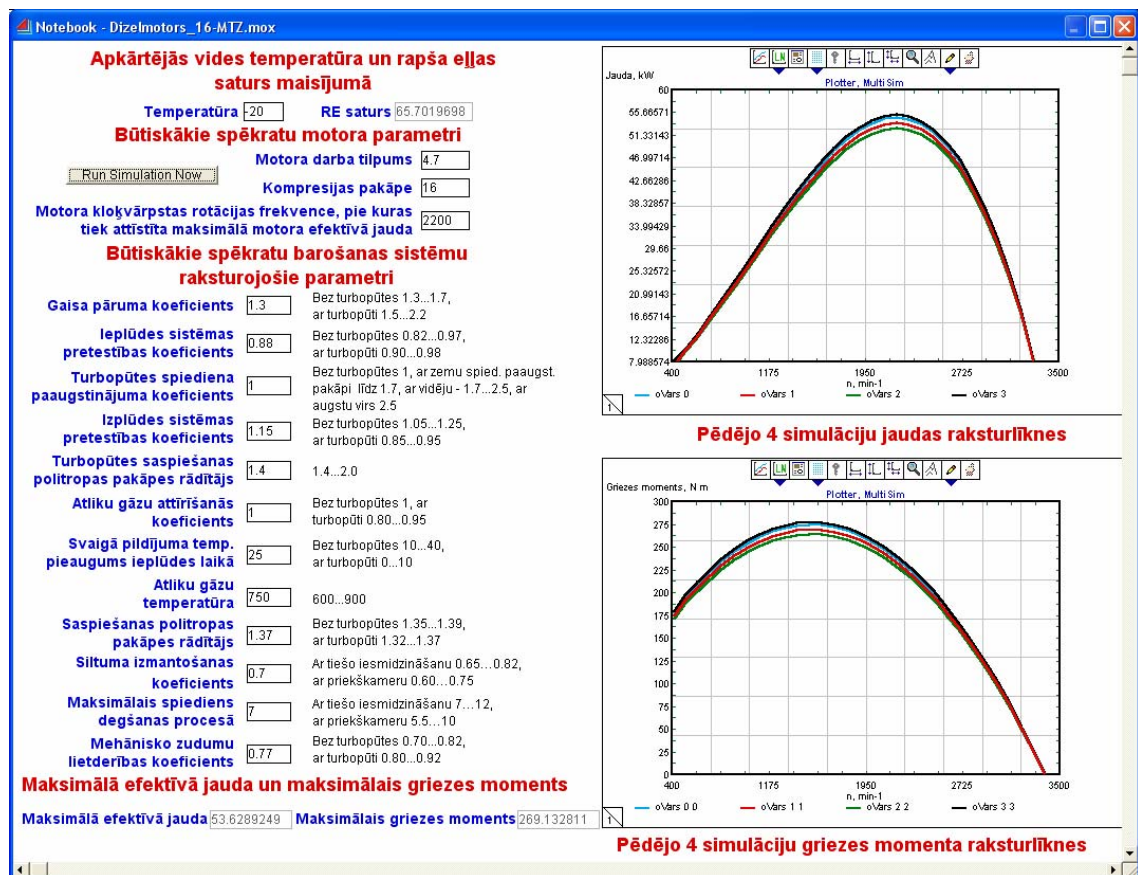 Notebook - Dizelmotors_16-MTZ.mox
Apkārtējās vides temperatūra un rapša eļļas
saturs maisījumā
Temperatūra -20 RE saturs 65.7019698
Būtiskākie spēkratu motora parametri
Run Simulation Now
Motora darba tilpums 4.7
Kompresijas pakāpe 16
Motora kloķvārpstas rotācijas frekvence, pie kuras
tiek attīstīta maksimālā motora efektīvā jauda 2200
Būtiskākie spēkratu barošanas sistēmu
raksturojošie parametri
Gaisa pāruma koeficients 1.3 Bez turbopūtes 1.3...1.7,
ar turbopūti 1.5...2.2
Ieplūdes sistēmas
pretestības koeficients 0.88 Bez turbopūtes 0.82...0.97,
ar turbopūti 0.90...0.98
Turbopūtes spiediena
paaugstinājuma koeficients 1 Bez turbopūtes 1, ar zemu spied. paaugst.
pakāpi līdz 1.7, ar vidēju - 1.7...2.5, ar
augstu virs 2.5
Izplūdes sistēmas
pretestības koeficients 1.15 Bez turbopūtes 1.05...1.25,
ar turbopūti 0.85...0.95
Turbopūtes saspiešanas
politropas pakāpes rādītājs 1.4 1.4...2.0
Atliku gāzu attīrīšanās
koeficients 1 Bez turbopūtes 1, ar
turbopūti 0.80...0.95
Svaigā pildījuma temp.
pieaugums ieplūdes laikā 25 Bez turbopūtes 10...40,
ar turbopūti 0...10
Atliku gāzu
temperatūra 750 600...900
Saspiešanas politropas
pakāpes rādītājs 1.37 Bez turbopūtes 1.35...1.39,
ar turbopūti 1.32...1.37
Siltuma izmantošanas
koeficients 0.7 Ar tiešo iesmidzināšanu 0.65...0.82,
ar priekškameru 0.60...0.75
Maksimālais spiediens
degšanas procesā 7 Ar tiešo iesmidzināšanu 7...12,
ar priekškameru 5.5...10
Mehānisko zudumu
lietderības koeficients 0.77 Bez turbopūtes 0.70...0.82,
ar turbopūti 0.80...0.92
Maksimālā efektīvā jauda un maksimālais griezes moments
Maksimālā efektīvā jauda 53.6289249 Maksimālais griezes moments 269.132811
Jauda, kW
Plotter, Multi Sim
60
55.66571
51.33143
46.99714
42.66286
38.32857
33.99429
29.66
25.32572
20.99143
16.65714
12.32286
7.988574
400 1175 1950 2725 3500
n, min-1
oVars 0 oVars 1 oVars 2 oVars 3
1
Pēdējo 4 simulāciju jaudas raksturlīknes
Griezes moments, N m
Plotter, Multi Sim
300
275
250
225
200
175
150
125
100
75
50
25
0
400 1175 1950 2725 3500
n, min-1
oVars 0 0 oVars 1 1 oVars 2 2 oVars 3 3
1
Pēdējo 4 simulāciju griezes momenta raksturlīknes